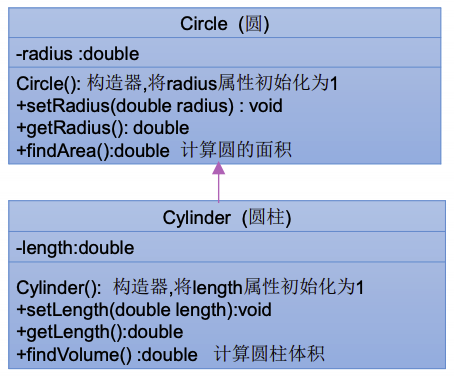 Circle (圆)
-radius :double
Circle(): 构造器,将radius属性初始化为1
+setRadius(double radius) : void
+getRadius(): double
+findArea():double 计算圆的面积
Cylinder (圆柱)
-length:double
Cylinder(): 构造器,将length属性初始化为1
+setLength(double length):void
+getLength():double
+findVolume() :double 计算圆柱体积